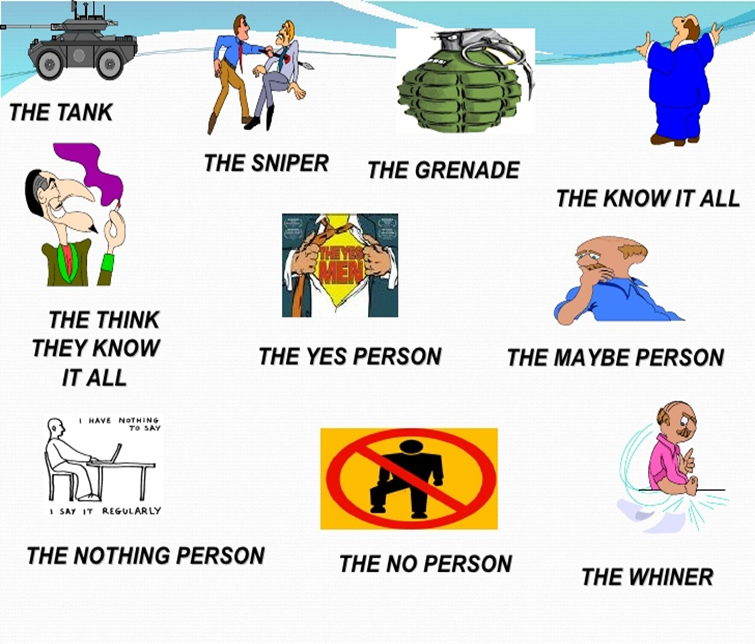 THE TANK
THE SNIPER
THE GRENADE
THE KNOW IT ALL
THE THINK
THEY KNOW
IT ALL
THE YES
MEN
THE YES PERSON
THE MAYBE PERSON
I HAVE NOTHING
TO SAY
I SAY IT REGULARLY
THE NOTHING PERSON
THE NO PERSON
THE WHINER